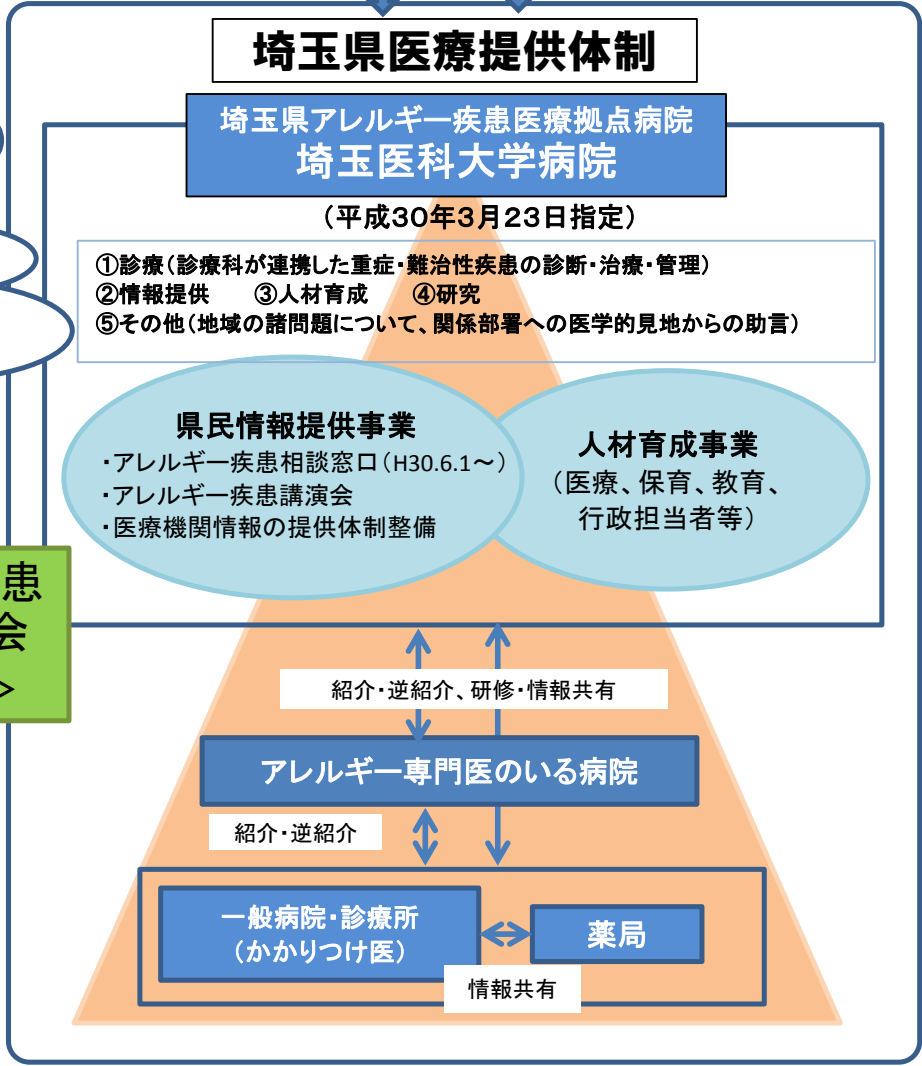 埼玉県医療提供体制
埼玉県アレルギー疾患医療拠点病院
埼玉医科大学病院
（平成30年3月23日指定）
①診療（診療科が連携した重症・難治性疾患の診断・治療・管理）
②情報提供　③人材育成　④研究
⑤その他（地域の諸問題について、関係部署への医学的見地からの助言）
県民情報提供事業
・アレルギー疾患相談窓口（H30.6.1～）
・アレルギー疾患講演会
・医療機関情報の提供体制整備
人材育成事業
（医療、保育、教育、
行政担当者等）
患
会
＞
紹介・逆紹介、研修・情報共有
アレルギー専門医のいる病院
紹介・逆紹介
一般病院・診療所
（かかりつけ医）
薬局
情報共有